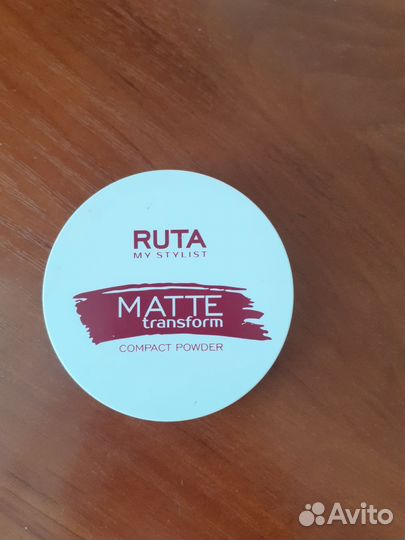 RUTA
MY STYLIST
MATTE
transform
COMPACT POWDER
Avito